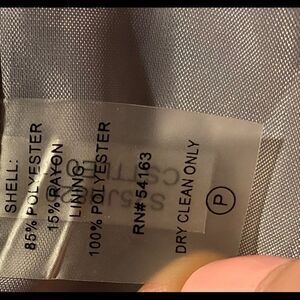 SHELL:
85% POLYESTER
15% RAYON
LINING:
100% POLYESTER
RN# 54163
DRY CLEAN ONLY
P